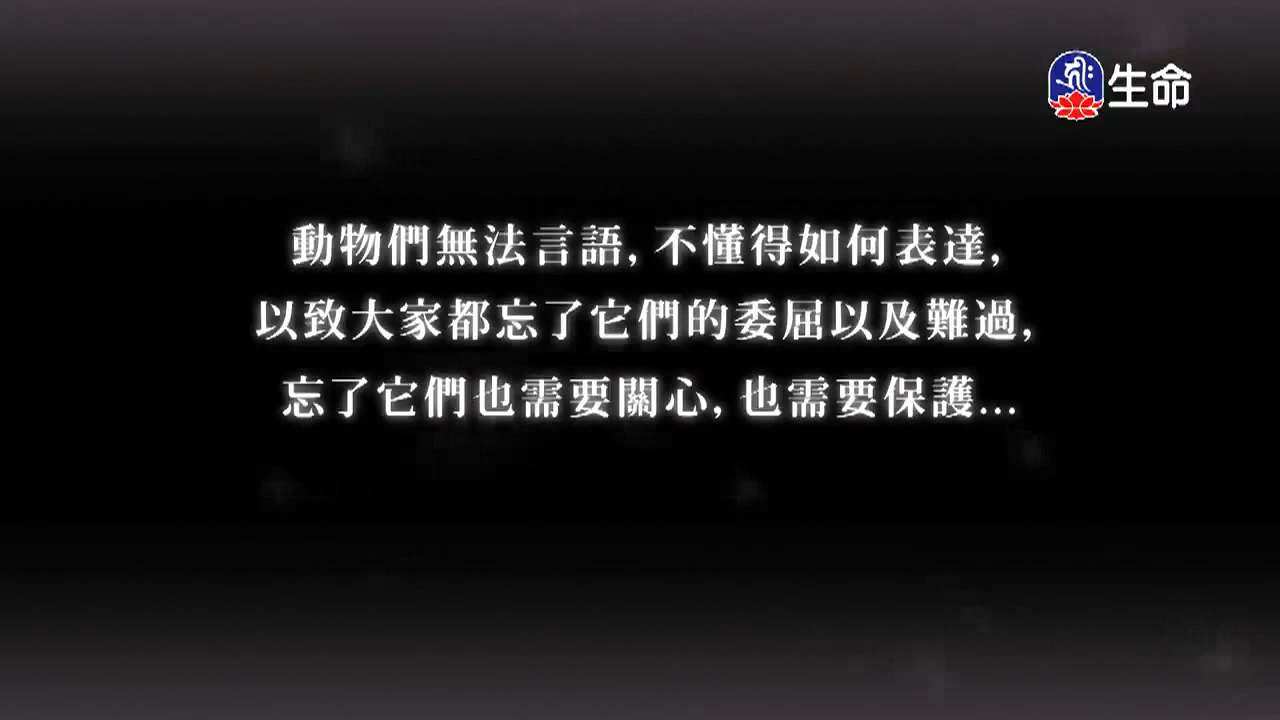 生命
動物們無法言語, 不懂得如何表達,
以致大家都忘了它們的委屈以及難過,
忘了它們也需要關心, 也需要保護...